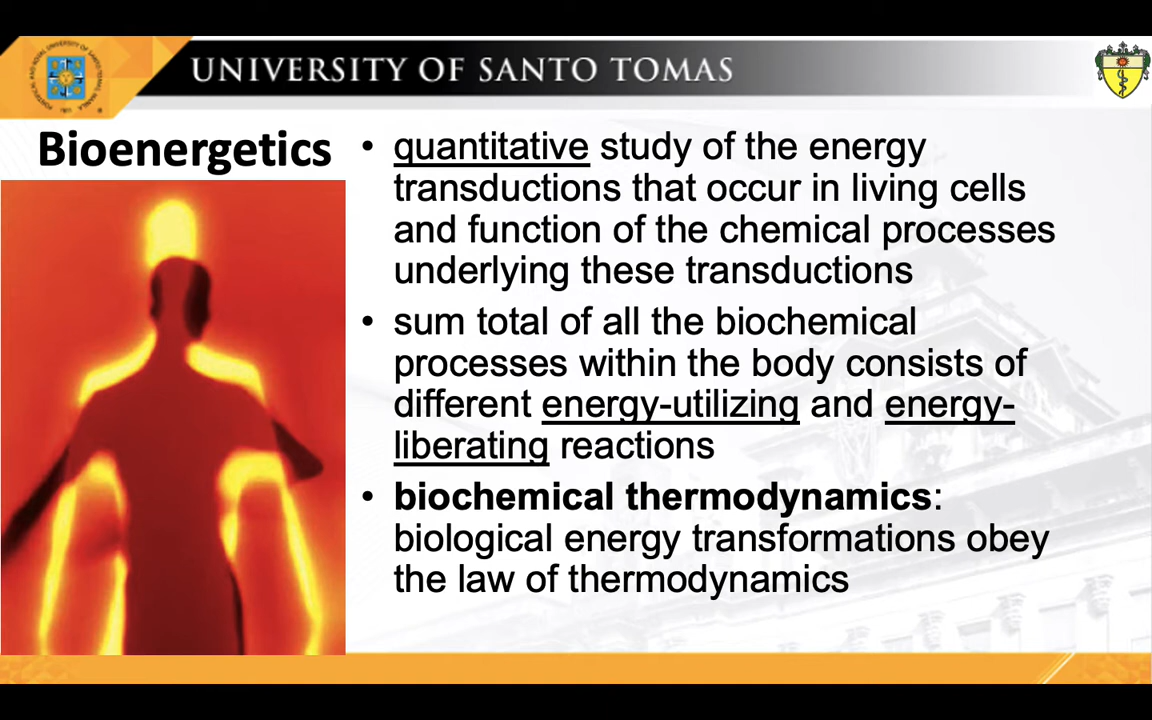 UNIVERSITY OF SANTO TOMAS
Bioenergetics
• quantitative study of the energy
transductions that occur in living cells
and function of the chemical processes
underlying these transductions
• sum total of all the biochemical
processes within the body consists of
different energy-utilizing and energy-
liberating reactions
• biochemical thermodynamics:
biological energy transformations obey
the law of thermodynamics